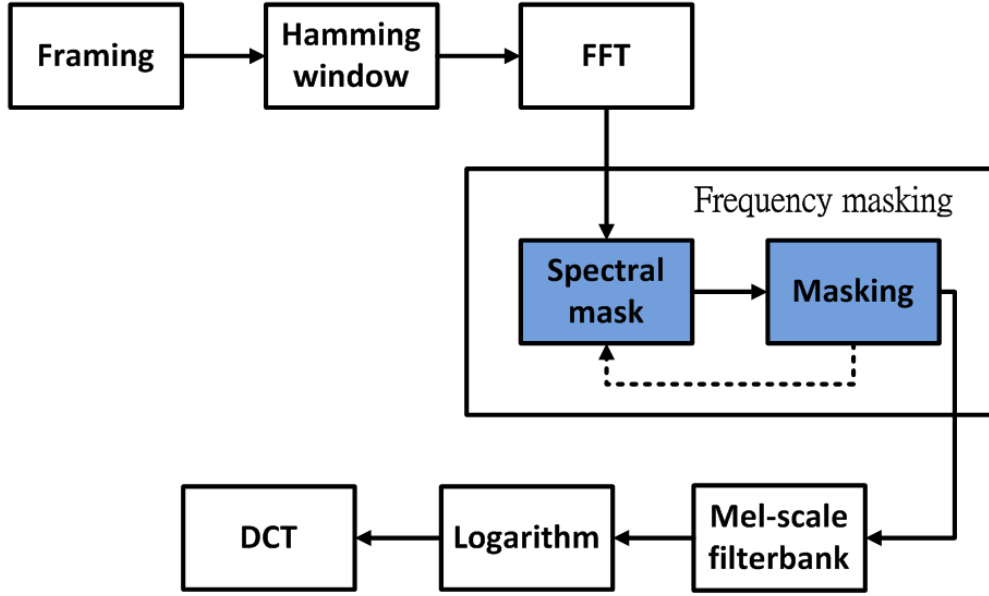 Framing
Hamming
window
FFT
Frequency masking
Spectral
mask
Masking
DCT
Logarithm
Mel-scale
filterbank